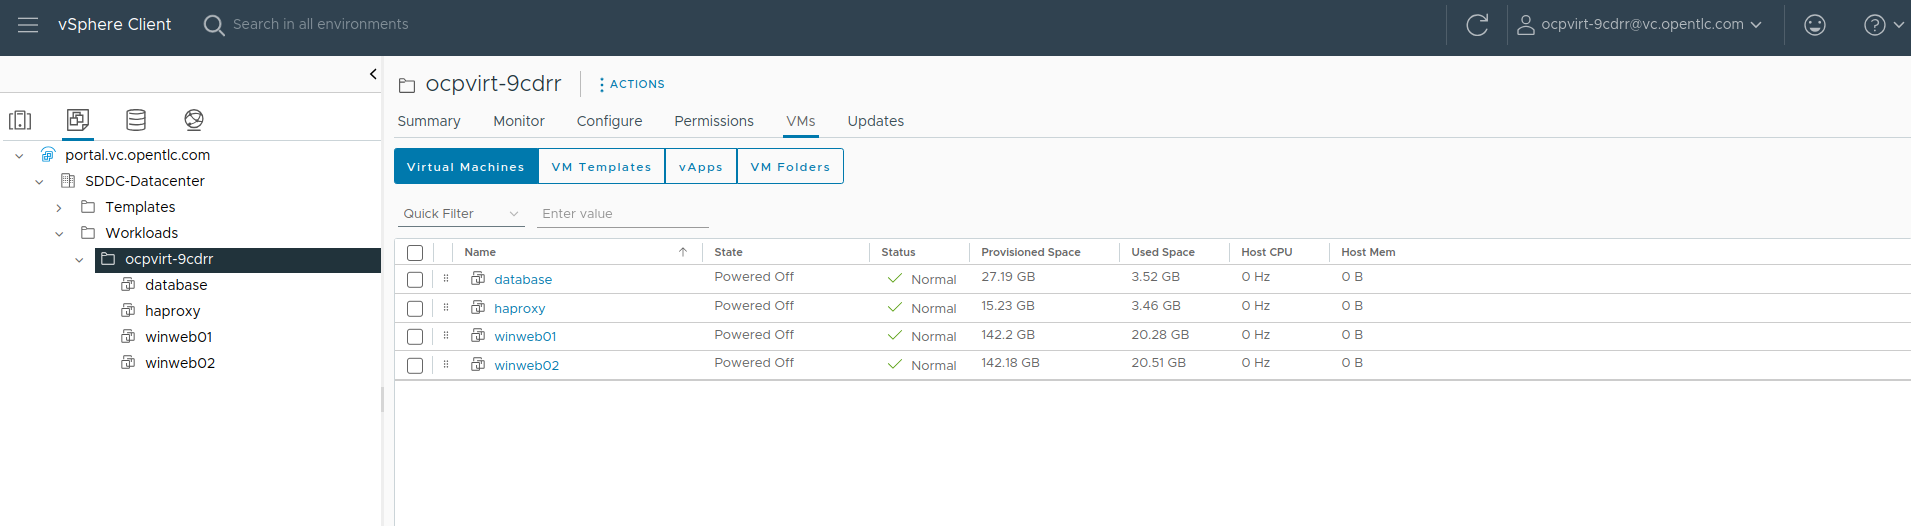 vSphere Client
Search in all environments
ocpvirt-9cdrr@vc.opentlc.com
portal.vc.opentlc.com
SDDC-Datacenter
Templates
Workloads
ocpvirt-9cdrr
database
haproxy
winweb01
winweb02
ocpvirt-9cdrr
ACTIONS
Summary Monitor Configure Permissions VMs Updates
Virtual Machines VM Templates vApps VM Folders
Quick Filter Enter value
Name State Status Provisioned Space Used Space Host CPU Host Mem
database Powered Off Normal 27.19 GB 3.52 GB 0 Hz 0 B
haproxy Powered Off Normal 15.23 GB 3.46 GB 0 Hz 0 B
winweb01 Powered Off Normal 142.2 GB 20.28 GB 0 Hz 0 B
winweb02 Powered Off Normal 142.18 GB 20.51 GB 0 Hz 0 B